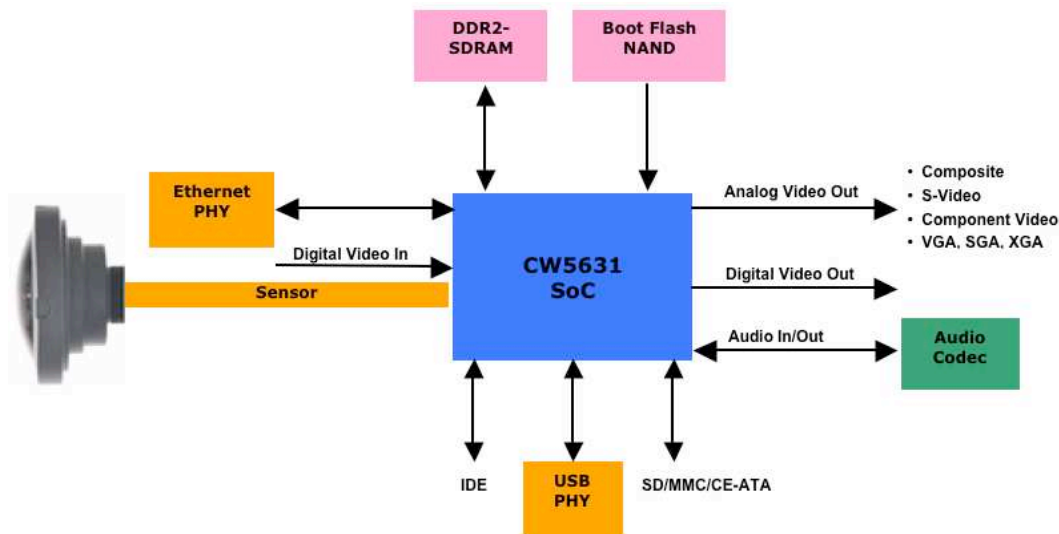 DDR2-
SDRAM
Boot Flash
NAND
Ethernet
PHY
Digital Video In
Sensor
CW5631
SoC
Analog Video Out
• Composite
• S-Video
• Component Video
• VGA, SGA, XGA
Digital Video Out
Audio In/Out
Audio
Codec
IDE
USB
PHY
SD/MMC/CE-ATA